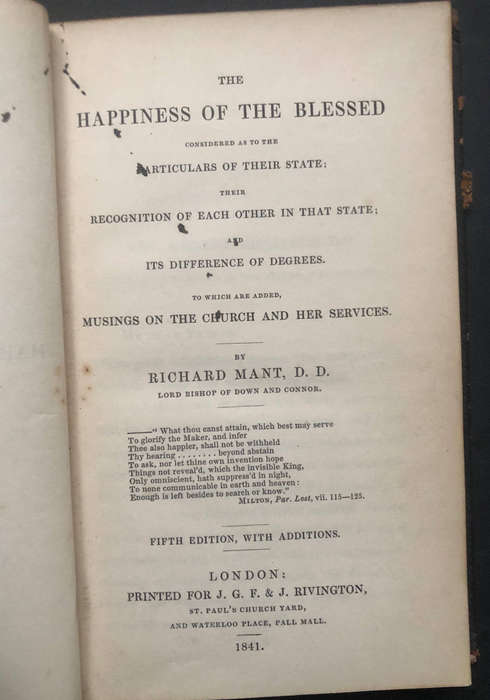 THE
HAPPINESS OF THE BLESSED
CONSIDERED AS TO THE
PARTICULARS OF THEIR STATE;
THEIR
RECOGNITION OF EACH OTHER IN THAT STATE;
AND
ITS DIFFERENCE OF DEGREES.
TO WHICH ARE ADDED,
MUSINGS ON THE CHURCH AND HER SERVICES.
BY
RICHARD MANT, D. D.
LORD BISHOP OF DOWN AND CONNOR.
——“ What thou canst attain, which best may serve
To glorify the Maker, and infer
Thee also happier, shall not be withheld
Thy hearing ........ beyond abstain
To ask, nor let thine own invention hope
Things not reveal'd, which the invisible King,
Only omniscient, hath suppress'd in night,
To none communicable in earth and heaven:
Enough is left besides to search or know.”
MILTON, Par. Lost, vii. 115—125.
FIFTH EDITION, WITH ADDITIONS.
LONDON:
PRINTED FOR J. G. F. & J. RIVINGTON,
ST. PAUL'S CHURCH YARD,
AND WATERLOO PLACE, PALL MALL.
1841.